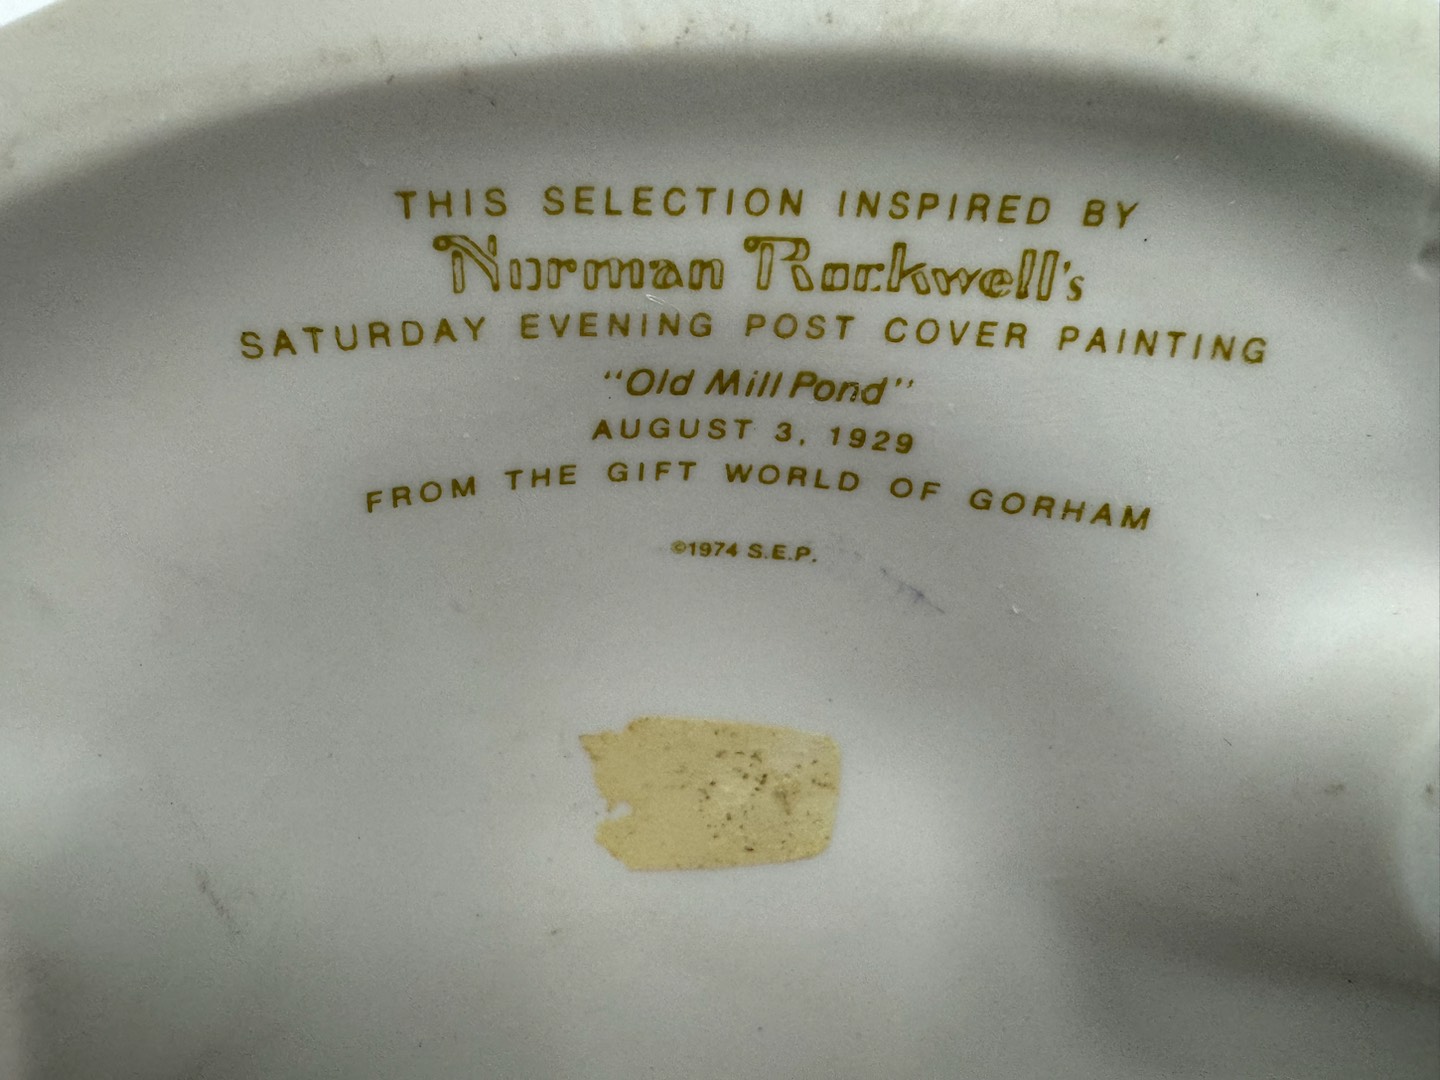 THIS SELECTION INSPIRED BY
Norman Rockwell's
SATURDAY EVENING POST COVER PAINTING
"Old Mill Pond"
AUGUST 3, 1929
FROM THE GIFT WORLD OF GORHAM
©1974 S.E.P.